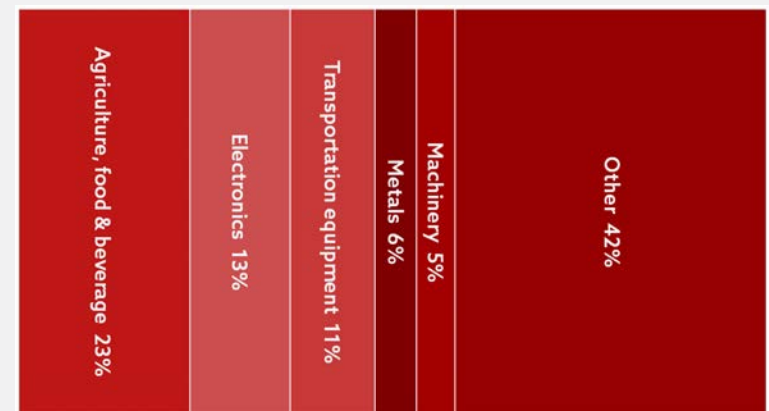 Agriculture, food & beverage 23%
Electronics 13%
Transportation equipment 11%
Metals 6%
Machinery 5%
Other 42%